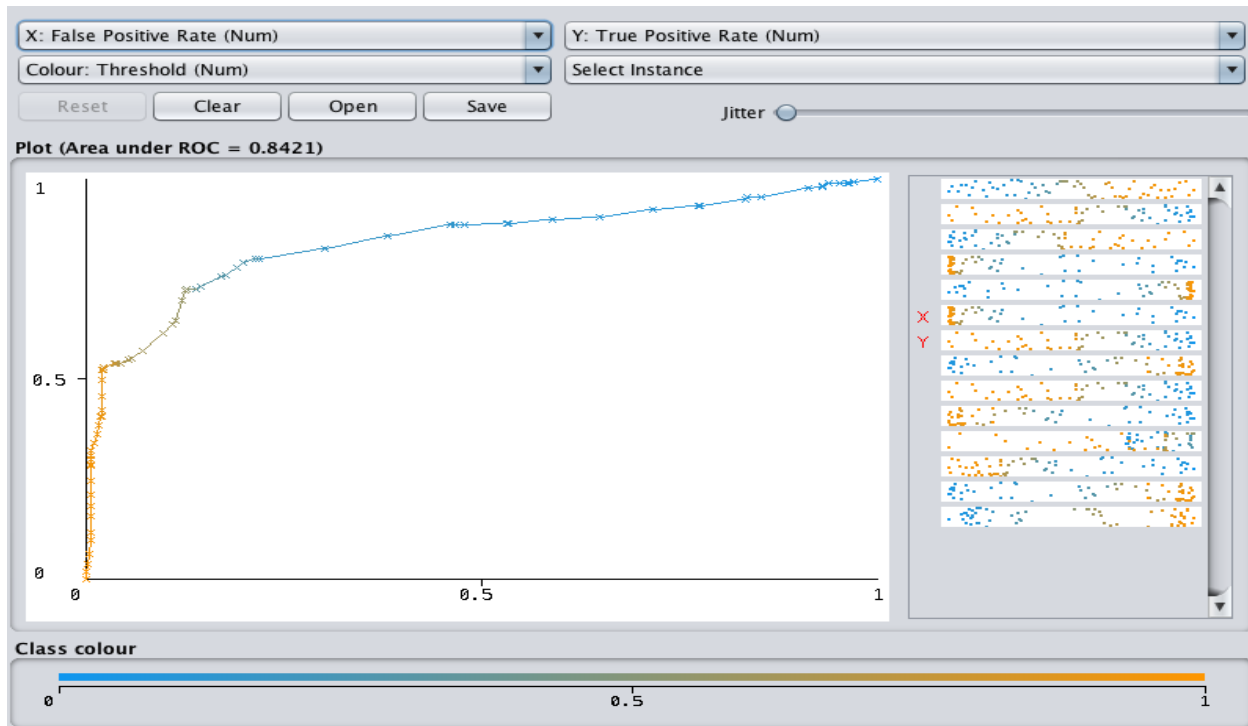 X: False Positive Rate (Num) Y: True Positive Rate (Num)
Colour: Threshold (Num) Select Instance
Reset Clear Open Save Jitter
Plot (Area under ROC = 0.8421)
1
0.5
0
0 0.5 1
X
Y
Class colour
0 0.5 1